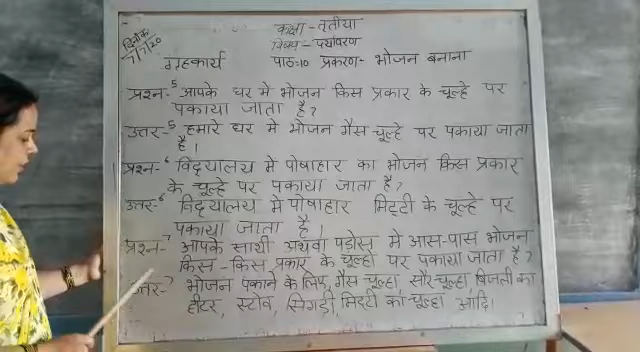 दिनाँक
7/7/20
कक्षा - तृतीया
विषय - पर्यावरण
गृहकार्य पाठ=10 प्रकरण- भोजन बनाना
प्रश्न-5 आपके घर मे भोजन किस प्रकार के चूल्हे पर
पकाया जाता है?
उत्तर-5 हमारे घर मे भोजन गैस चूल्हे पर पकाया जाता
है।
प्रश्न-6 विद्यालय मे पोषाहार का भोजन किस प्रकार
के चूल्हे पर पकाया जाता है?
उत्तर-6 विद्यालय मे पोषाहार मिट्टी के चूल्हे पर
पकाया जाता है।
प्रश्न-7 आपके साथी अथवा पड़ोस मे आस-पास भोजन
किस-किस प्रकार के चूल्हो पर पकाया जाता है?
उत्तर-7 भोजन पकाने के लिए, गैस चूल्हा, सौर चूल्हा, बिजली का
हीटर, स्टोव, सिगड़ी, मिट्टी का चूल्हा आदि।